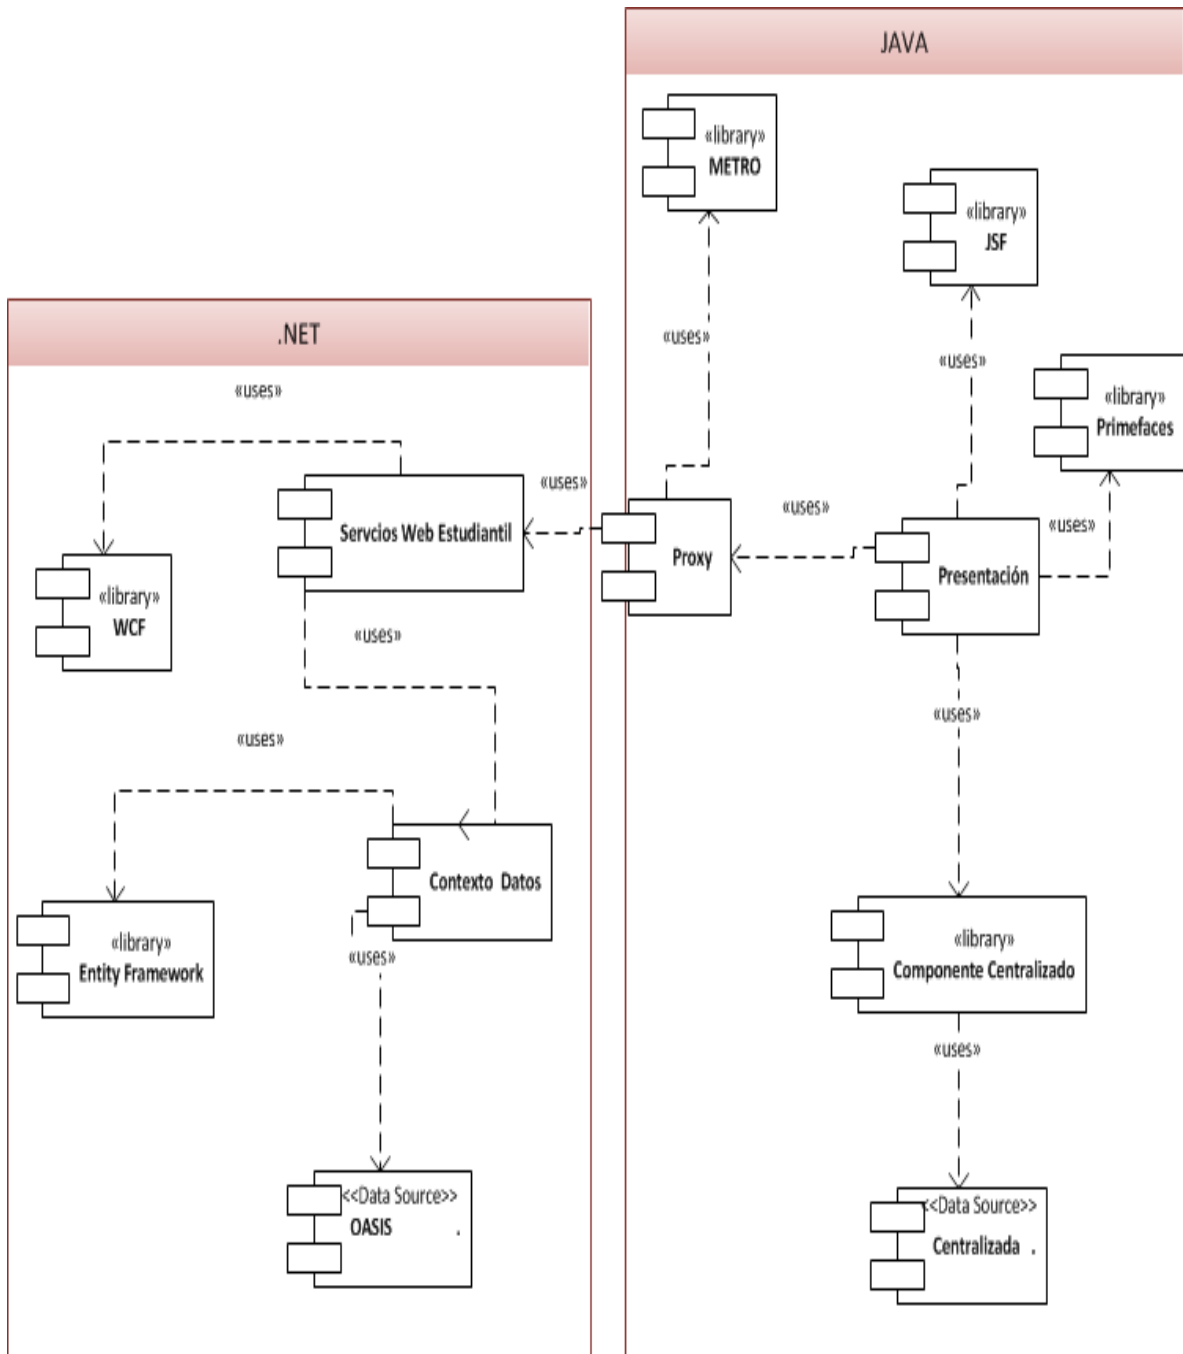 JAVA
«library»
METRO
«library»
JSF
«uses»
«uses»
«library»
Primefaces
«uses»
Proxy
«uses»
Presentación
«uses»
«library»
Componente Centralizado
«uses»
<<Data Source>>
Centralizada .
.NET
«uses»
Servcios Web Estudiantil
«uses»
«library»
WCF
«uses»
«uses»
Contexto Datos
«library»
Entity Framework
«uses»
<<Data Source>>
OASIS .